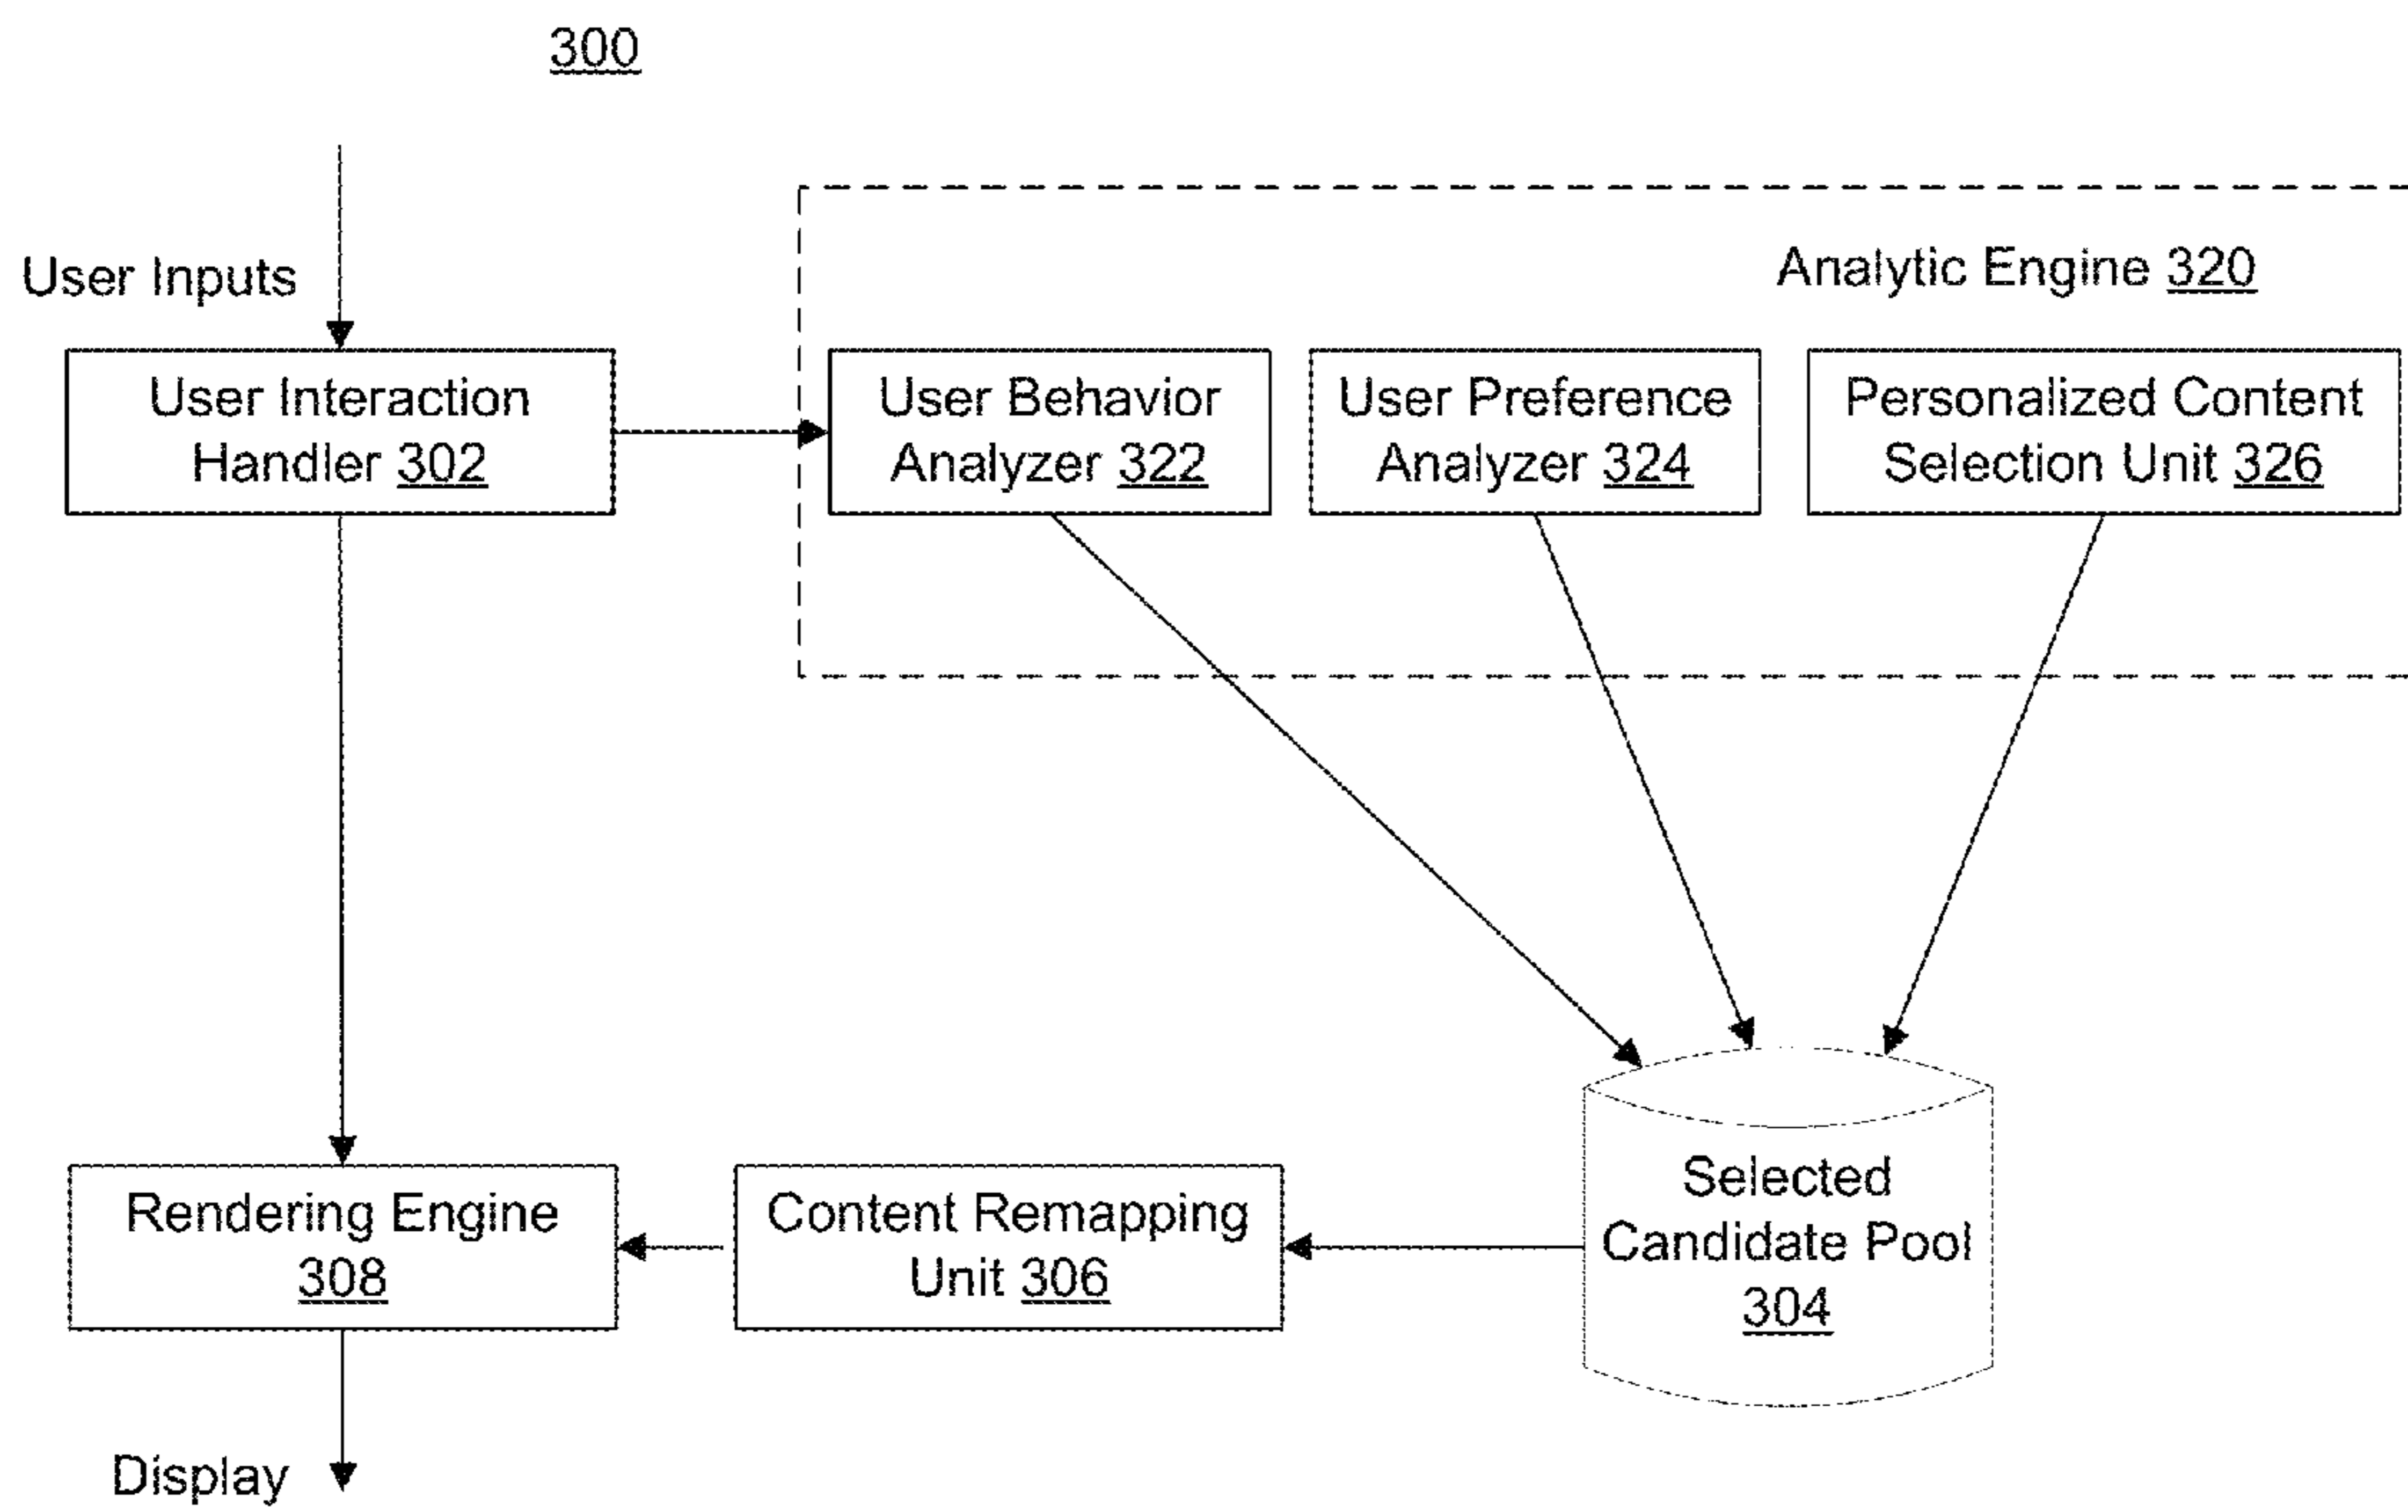 300
User Inputs
Analytic Engine 320
User Interaction
Handler 302
User Behavior
Analyzer 322
User Preference
Analyzer 324
Personalized Content
Selection Unit 326
Rendering Engine
308
Content Remapping
Unit 306
Selected
Candidate Pool
304
Display